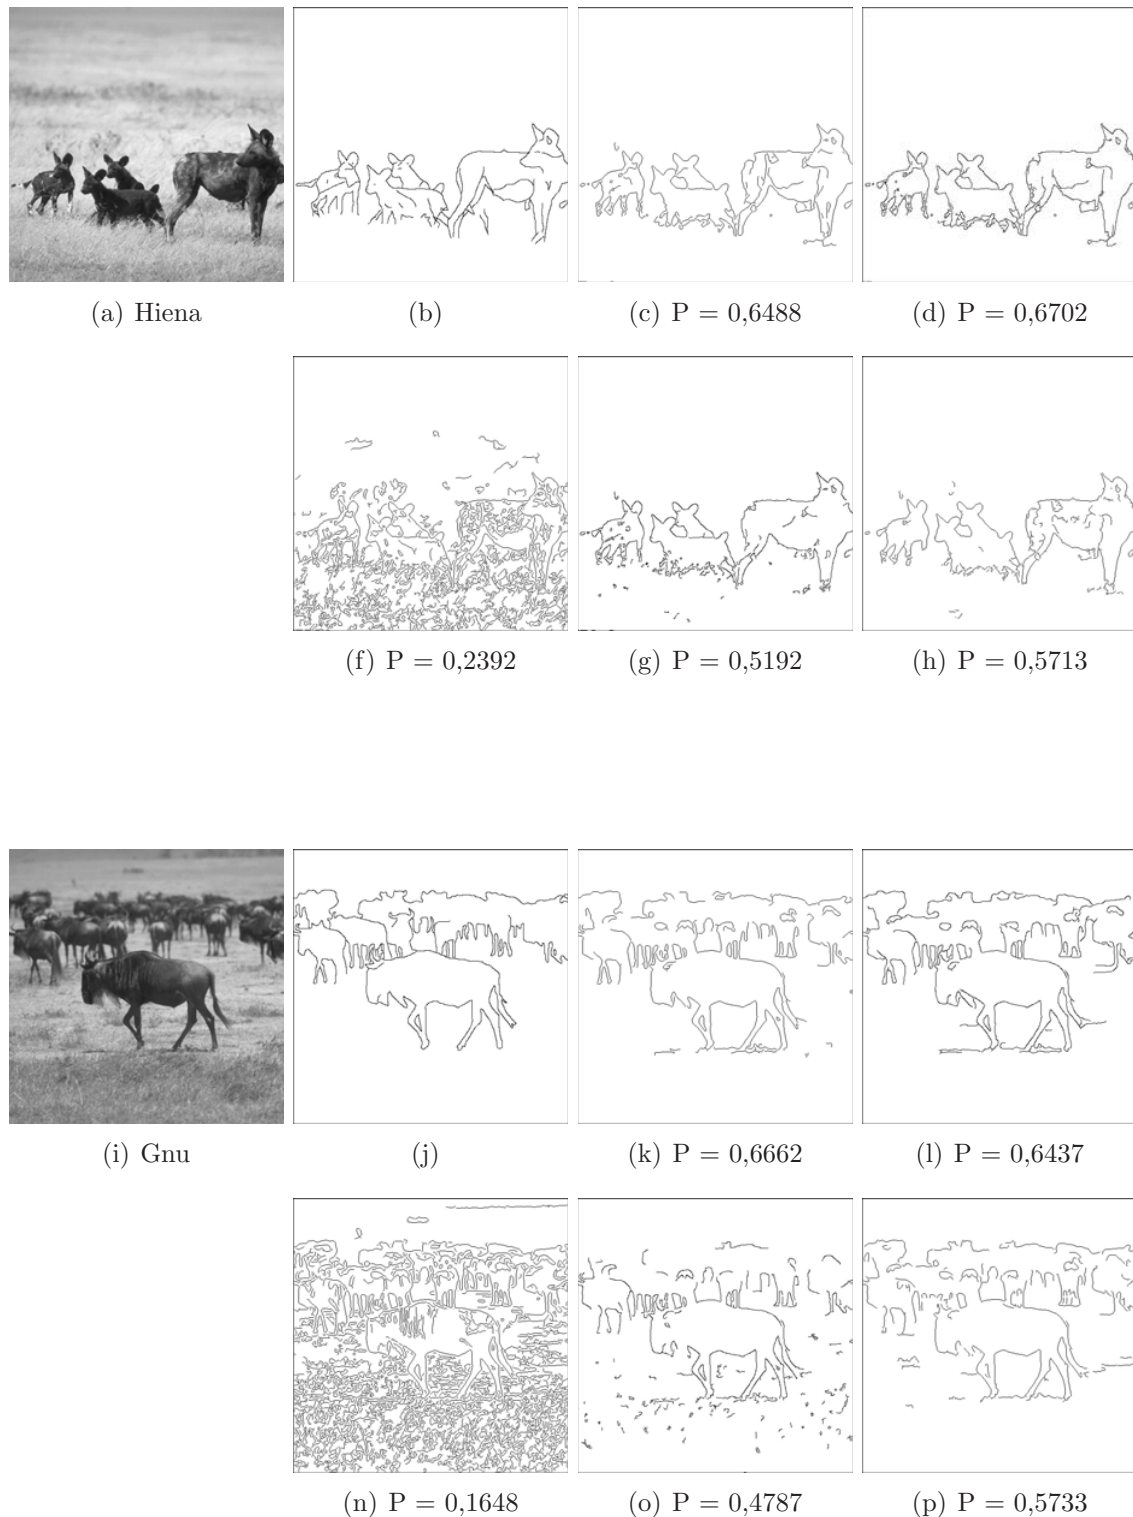 (a) Hiena
(b)
(c) P = 0,6488
(d) P = 0,6702
(f) P = 0,2392
(g) P = 0,5192
(h) P = 0,5713
(i) Gnu
(j)
(k) P = 0,6662
(l) P = 0,6437
(n) P = 0,1648
(o) P = 0,4787
(p) P = 0,5733